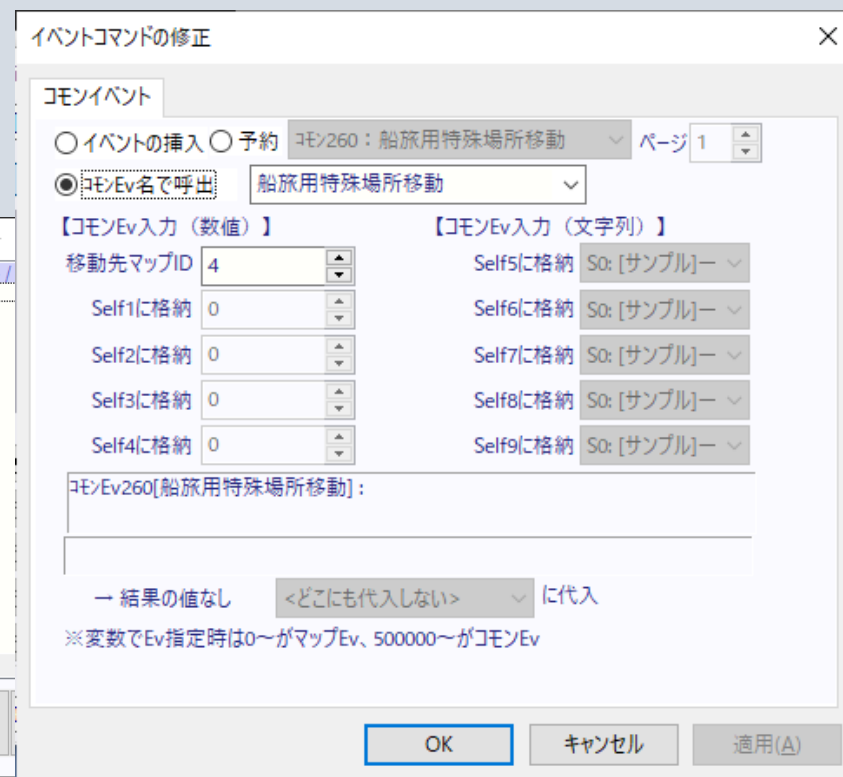 イベントコマンドの修正
コモンイベント
イベントの挿入 予約 ｺﾓﾝ260：船旅用特殊場所移動 ページ 1
ｺﾓﾝEv名で呼出 船旅用特殊場所移動
【コモンEv入力（数値）】 【コモンEv入力（文字列）】
移動先マップID 4 Self5に格納 S0: [サンプル]ー
Self1に格納 0 Self6に格納 S0: [サンプル]ー
Self2に格納 0 Self7に格納 S0: [サンプル]ー
Self3に格納 0 Self8に格納 S0: [サンプル]ー
Self4に格納 0 Self9に格納 S0: [サンプル]ー
ｺﾓﾝEv260[船旅用特殊場所移動] :
→ 結果の値なし <どこにも代入しない> に代入
※変数でEv指定時は0～がマップEv、500000～がコモンEv
OK キャンセル 適用(A)